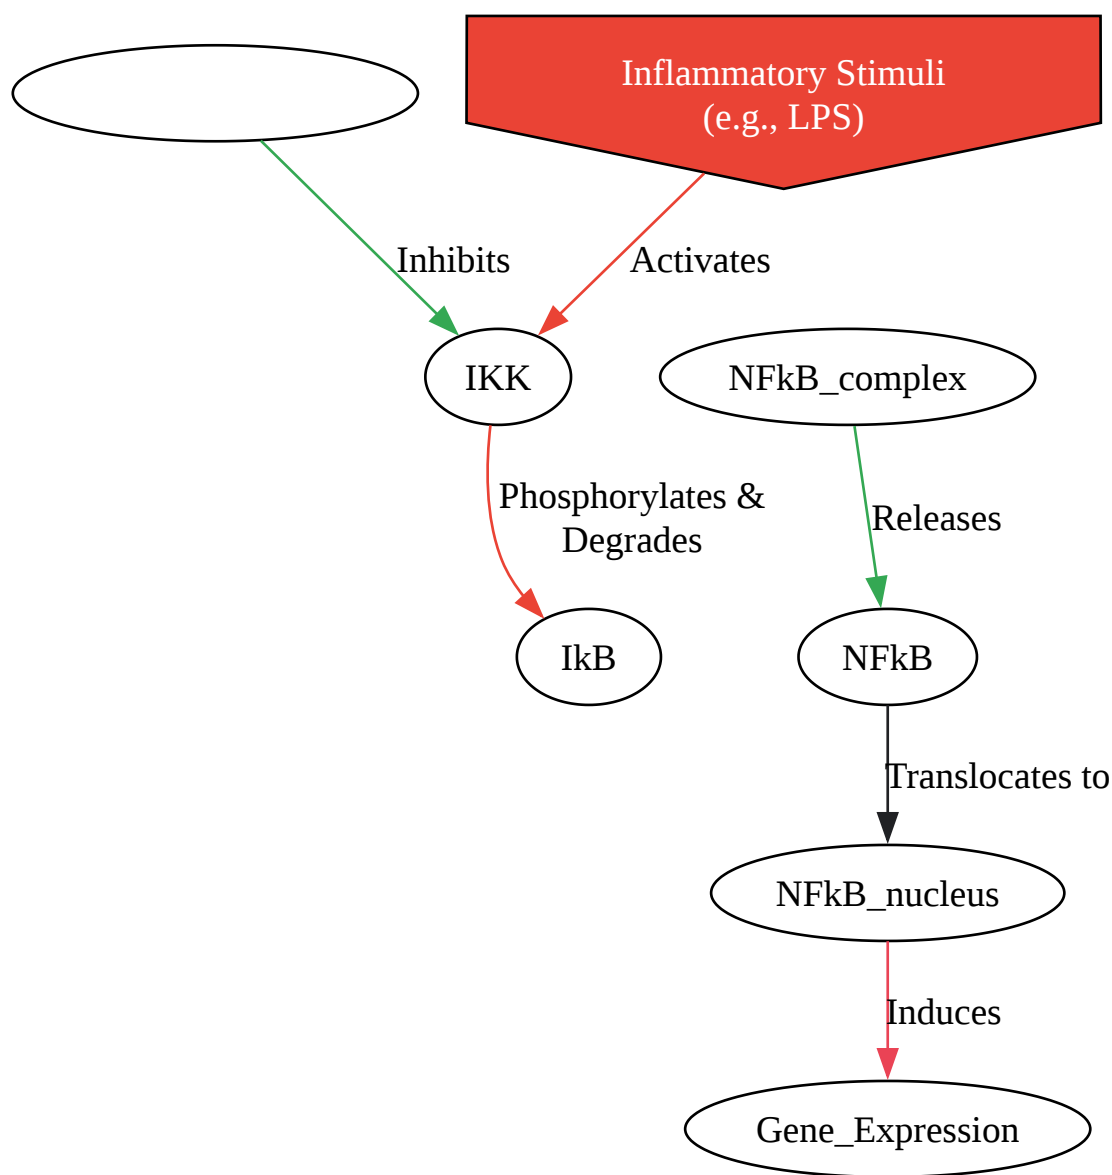 Inflammatory Stimuli
(e.g., LPS)
Inhibits
Activates
IKK
NFkB_complex
Phosphorylates &
Degrades
Releases
IkB
NFkB
Translocates to
NFkB_nucleus
Induces
Gene_Expression